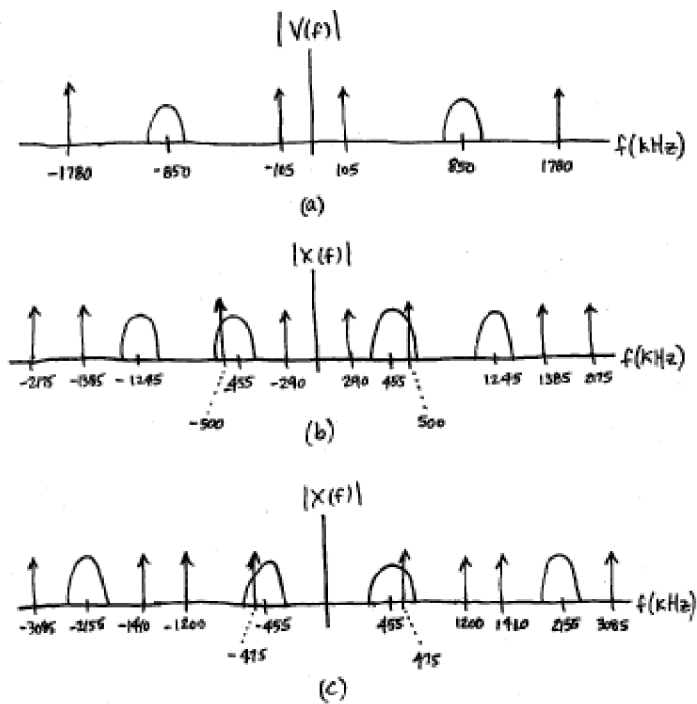 |V(f)|
-1780 -850 -105 105 850 1780 f(kHz)
(a)
|X(f)|
-2175 -1385 -1245 -455 -290 290 455 1245 1385 2175 f(kHz)
-500 500
(b)
|X(f)|
-3085 -2155 -1410 -1200 -455 455 1200 1410 2155 3085 f(kHz)
-475 475
(c)